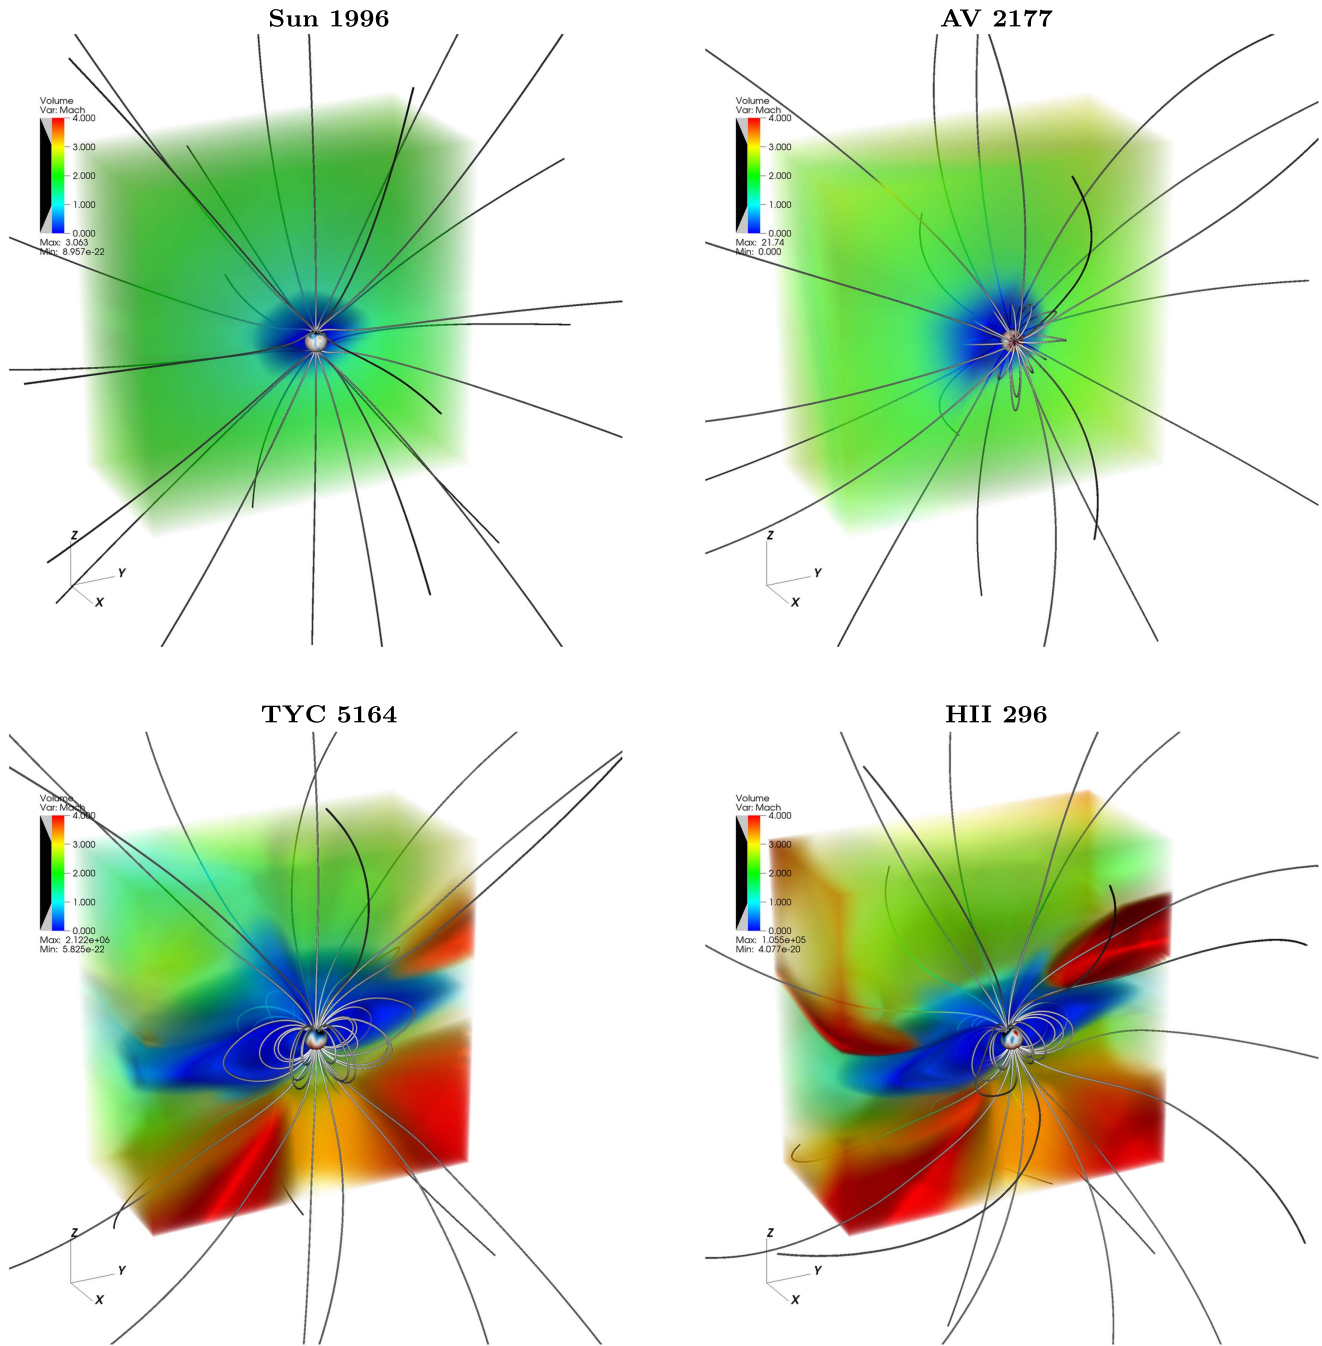 Sun 1996
Volume
Var: Mach
4.000
3.000
2.000
1.000
0.000
Max: 3.063
Min: 8.957e-22
Z
Y
X
AV 2177
Volume
Var: Mach
4.000
3.000
2.000
1.000
0.000
Max: 21.74
Min: 0.000
Z
Y
X
TYC 5164
Volume
Var: Mach
4.000
3.000
2.000
1.000
0.000
Max: 2.122e+06
Min: 5.825e-22
Z
Y
X
HII 296
Volume
Var: Mach
4.000
3.000
2.000
1.000
0.000
Max: 1.055e+05
Min: 4.077e-20
Z
Y
X